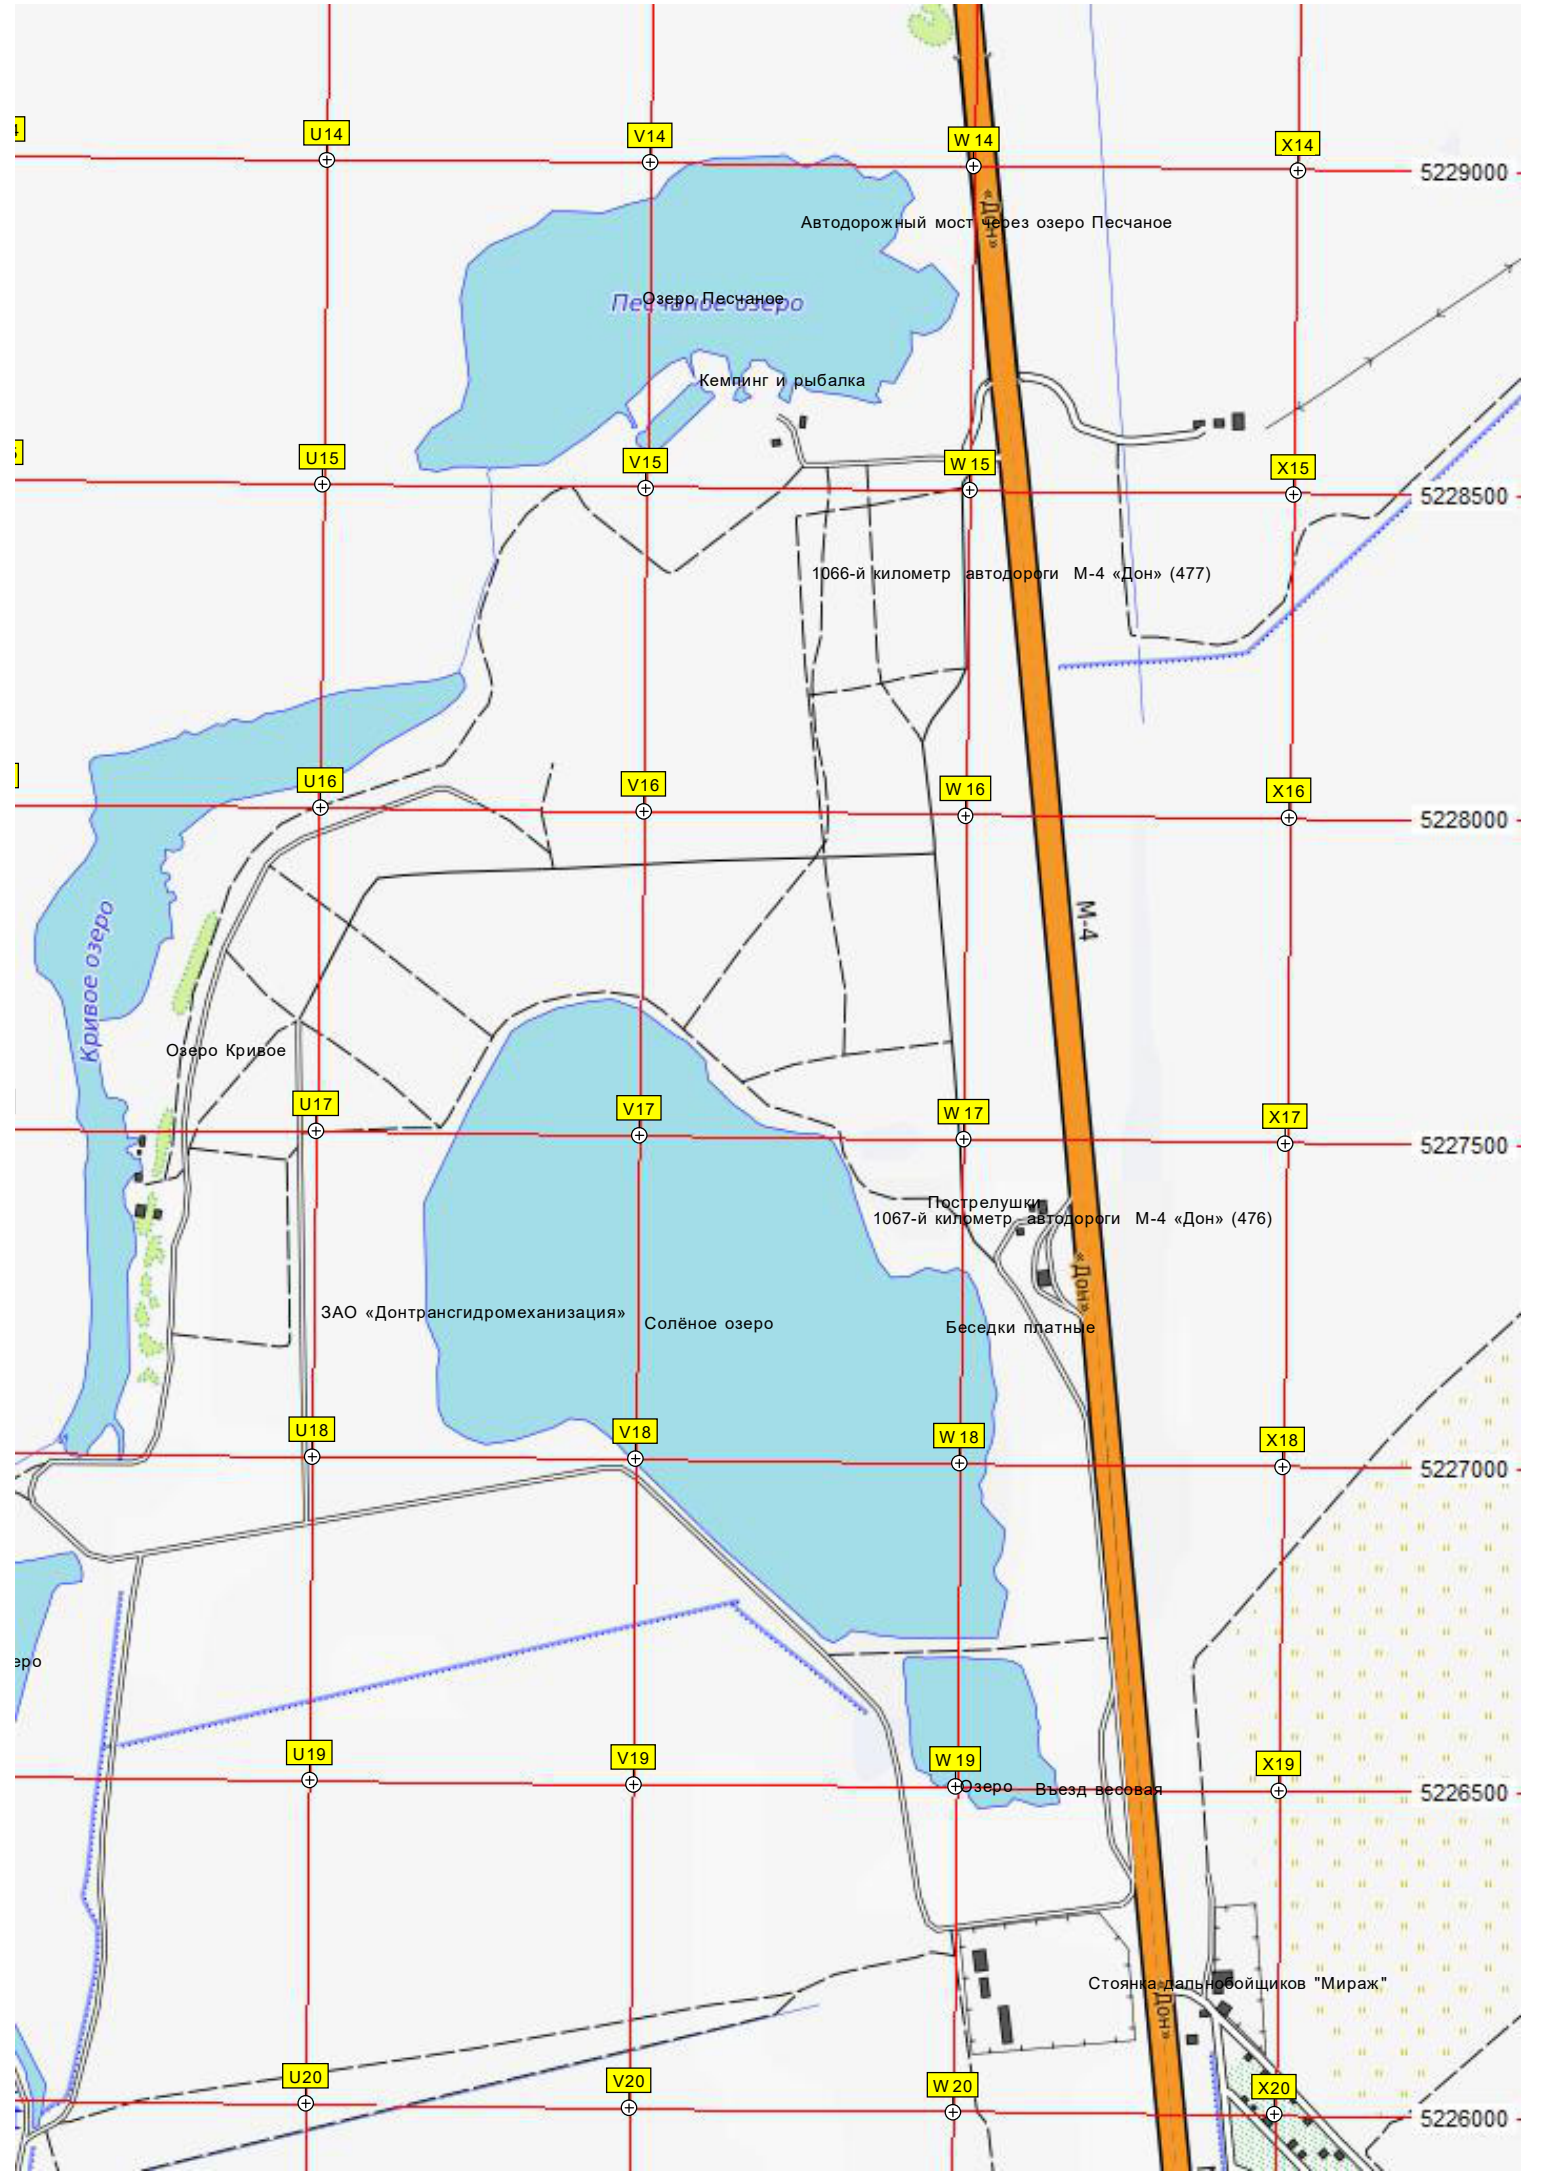 U14
V14
W 14
X14
5229000
«Дон»
Автодорожный мост через озеро Песчаное
Озеро Песчаное
Песчаное озеро
Кемпинг и рыбалка
U15
V15
W 15
X15
5228500
1066-й километр автодороги М-4 «Дон» (477)
U16
V16
W 16
X16
5228000
М-4
Кривое озеро
Озеро Кривое
U17
V17
W 17
X17
5227500
Пострелушки
1067-й километр автодороги М-4 «Дон» (476)
«Дон»
ЗАО «Донтрансгидромеханизация»
Солёное озеро
Беседки платные
U18
V18
W 18
X18
5227000
еро
U19
V19
W 19
X19
Озеро
Въезд весовая
5226500
Стоянка дальнобойщиков "Мираж"
«Дон»
U20
V20
W 20
X20
5226000